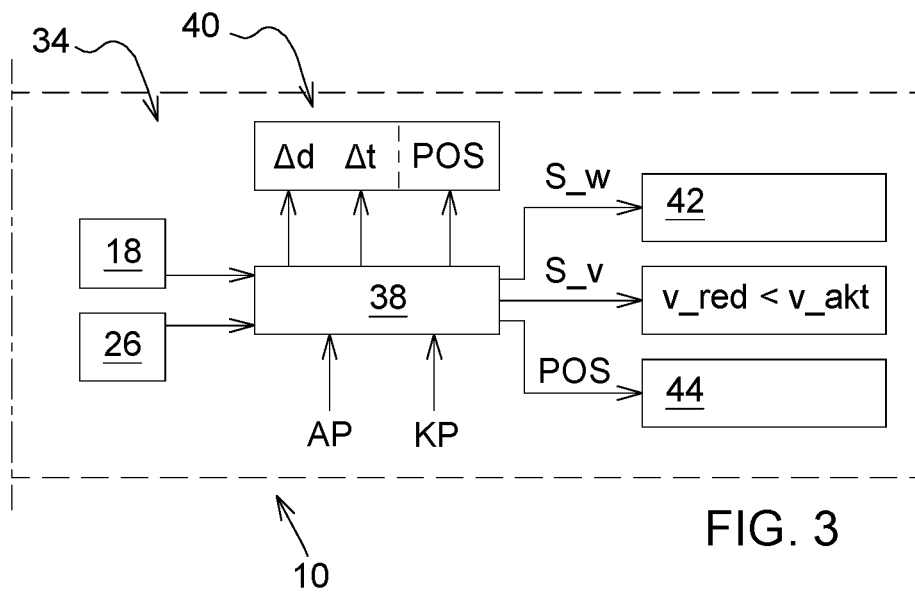 34
40
Δd Δt POS
S_w
42
18
S_v
38
v_red < v_akt
26
POS
44
AP KP
FIG. 3
10